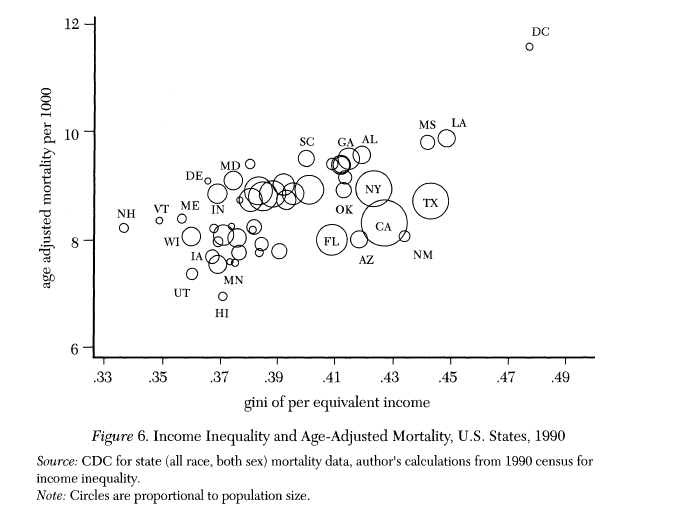 12
10
8
6
age adjusted mortality per 1000
DC
MS
LA
SC
GA
AL
DE
MD
NH
VT
ME
IN
OK
NY
TX
WI
FL
CA
IA
AZ
NM
UT
MN
HI
.33
.35
.37
.39
.41
.43
.45
.47
.49
gini of per equivalent income
Figure 6. Income Inequality and Age-Adjusted Mortality, U.S. States, 1990
Source: CDC for state (all race, both sex) mortality data, author's calculations from 1990 census for
income inequality.
Note: Circles are proportional to population size.